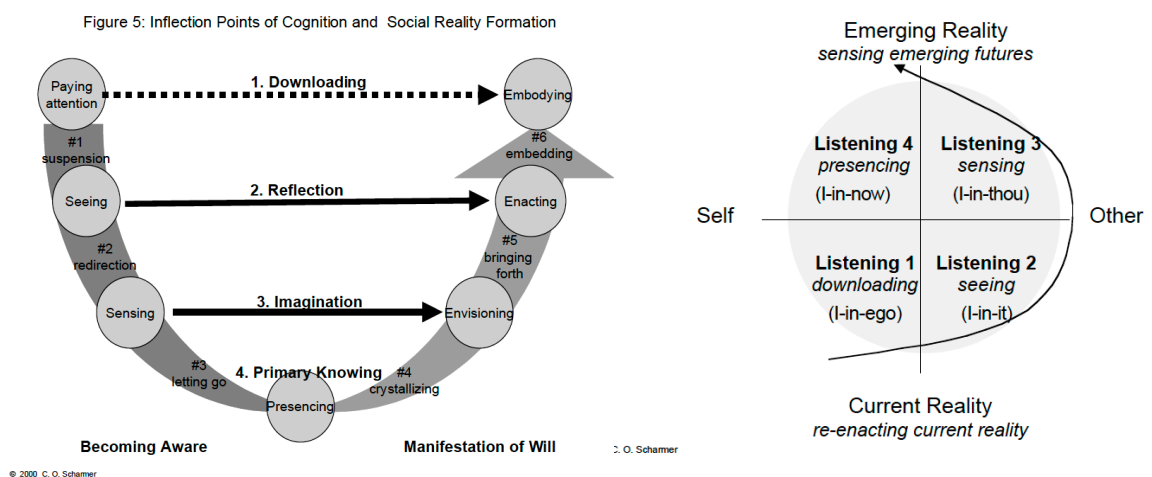 Figure 5: Inflection Points of Cognition and Social Reality Formation
Paying
attention
1. Downloading
Embodying
#1
suspension
#6
embedding
Seeing
2. Reflection
Enacting
#2
redirection
#5
bringing
forth
Sensing
3. Imagination
Envisioning
#3
letting go
4. Primary Knowing
#4
crystallizing
Presencing
Becoming Aware
Manifestation of Will
© 2000 C. O. Scharmer
Emerging Reality
sensing emerging futures
Listening 4
presencing
(I-in-now)
Listening 3
sensing
(I-in-thou)
Self
Other
Listening 1
downloading
(I-in-ego)
Listening 2
seeing
(I-in-it)
Current Reality
re-enacting current reality
C. O. Scharmer